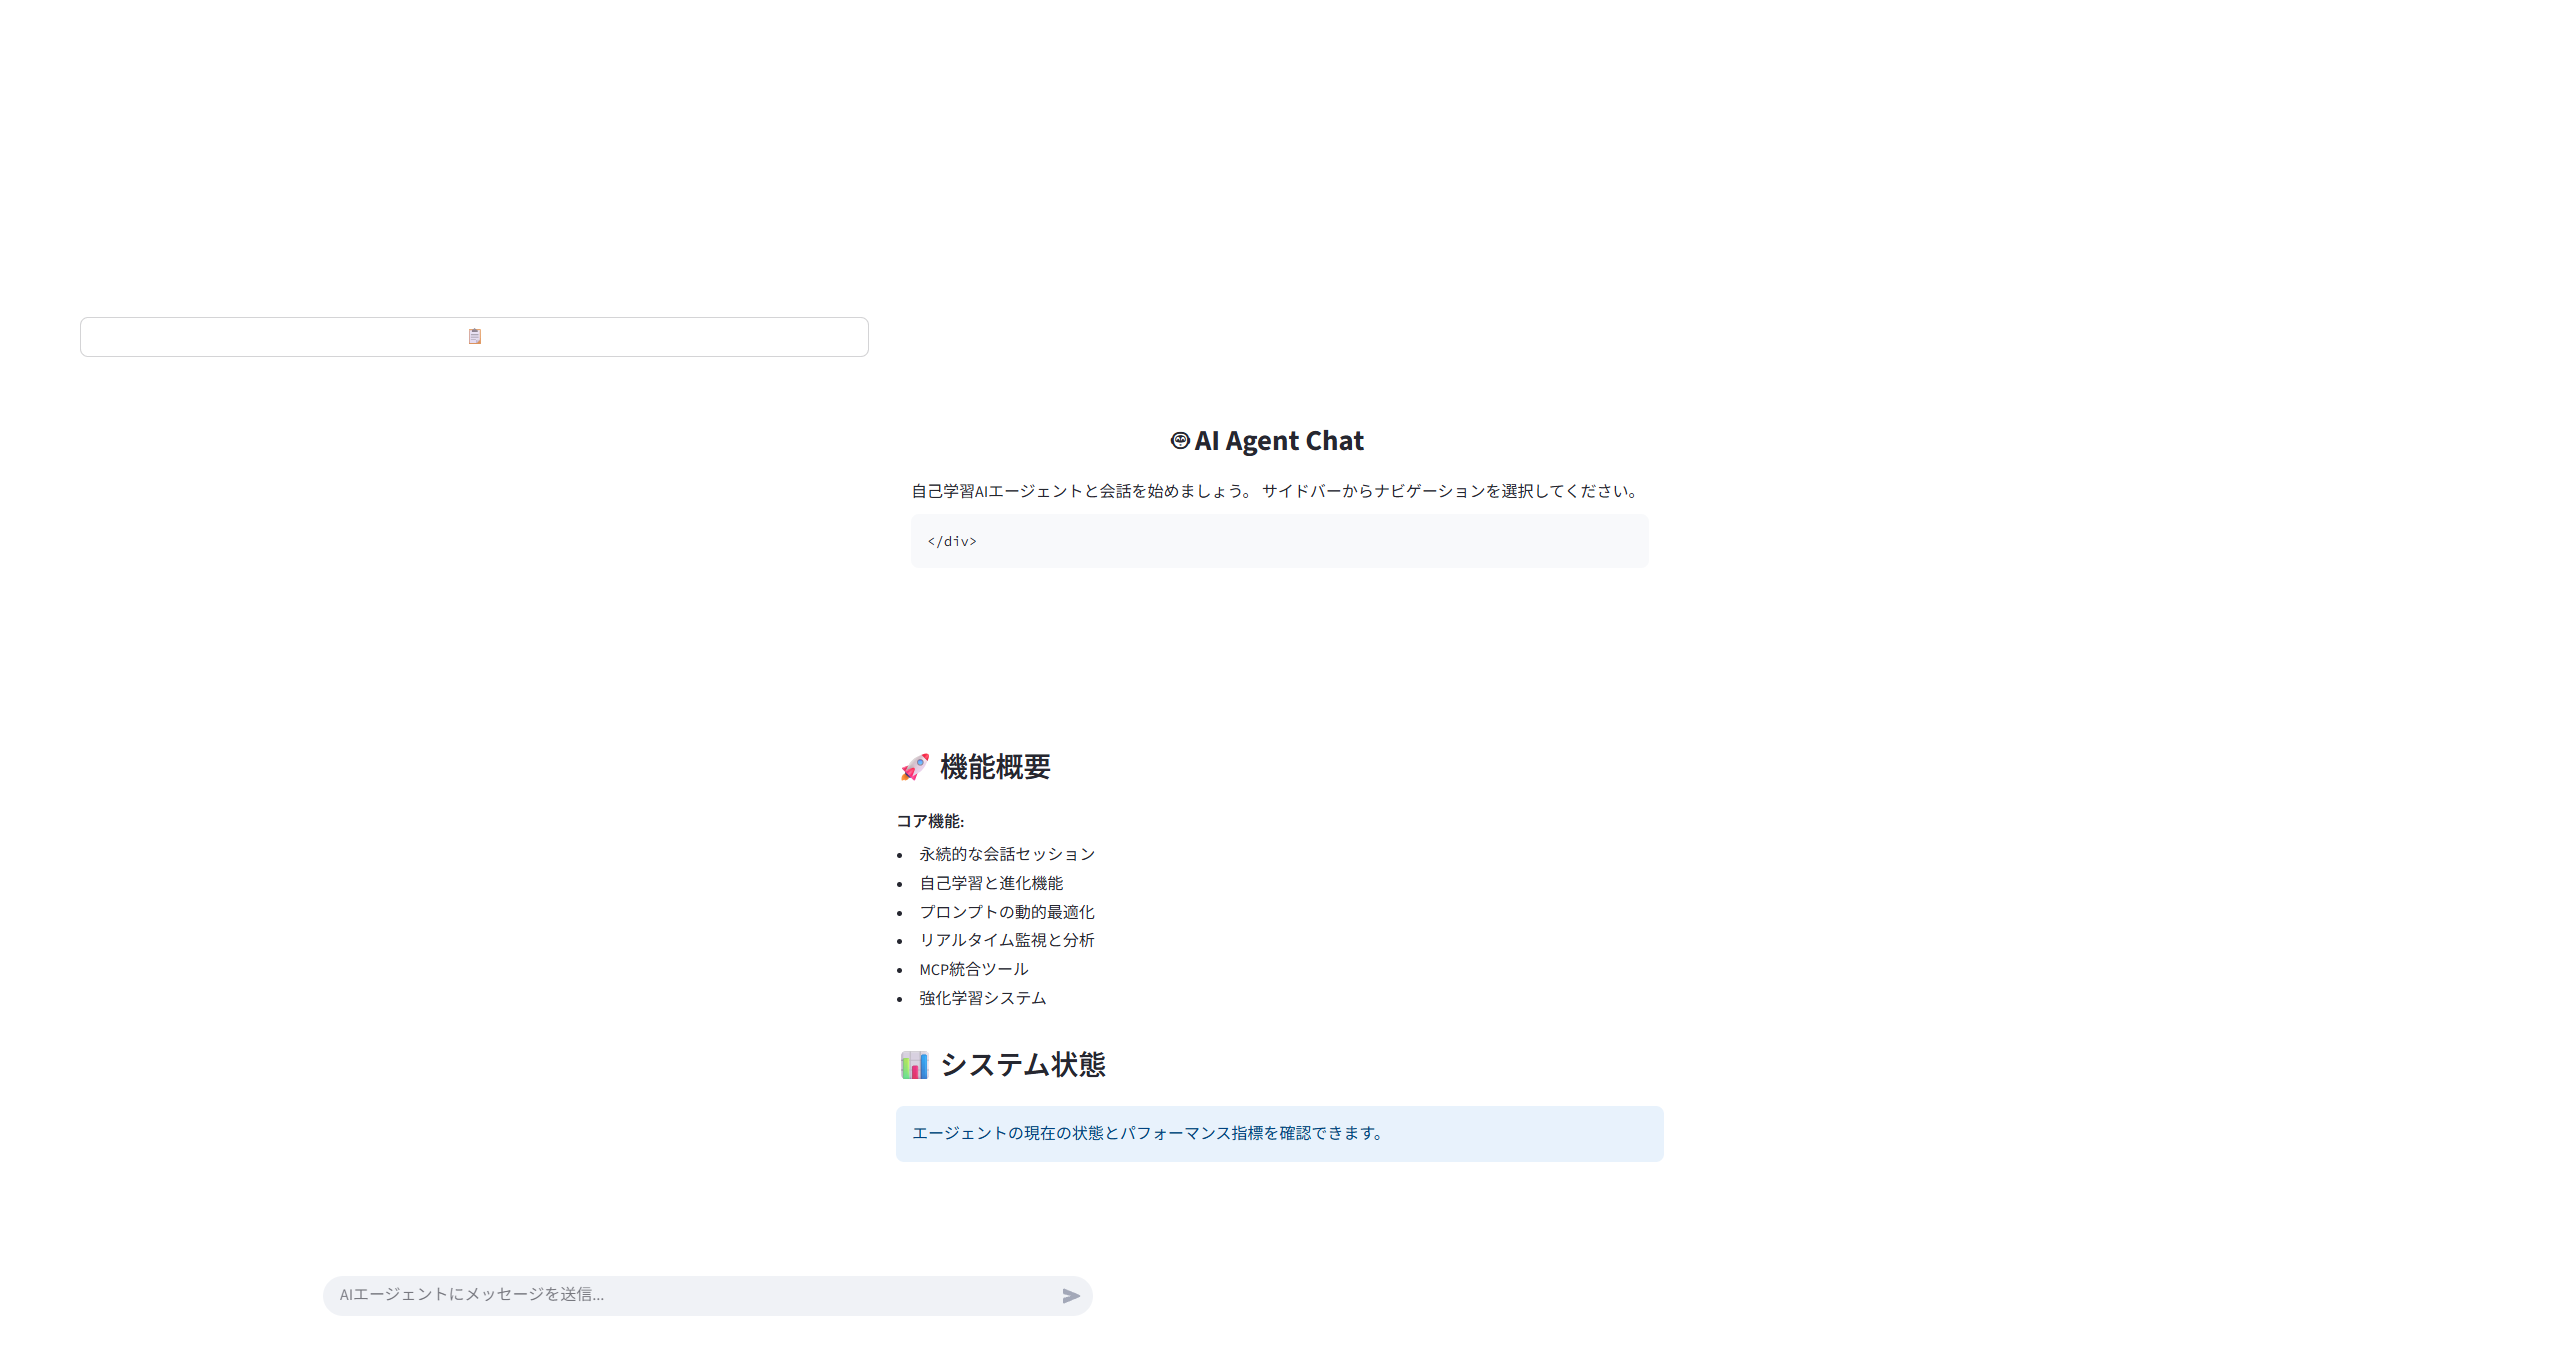 AI Agent Chat
自己学習AIエージェントと会話を始めましょう。 サイドバーからナビゲーションを選択してください。
</div>
機能概要
コア機能:
永続的な会話セッション
自己学習と進化機能
プロンプトの動的最適化
リアルタイム監視と分析
MCP統合ツール
強化学習システム
システム状態
エージェントの現在の状態とパフォーマンス指標を確認できます。
AIエージェントにメッセージを送信...